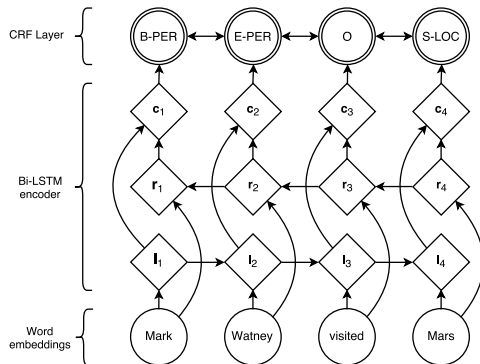 CRF Layer
B-PER E-PER O S-LOC
c1 c2 c3 c4
Bi-LSTM
encoder
r1 r2 r3 r4
l1 l2 l3 l4
Word
embeddings
Mark Watney visited Mars